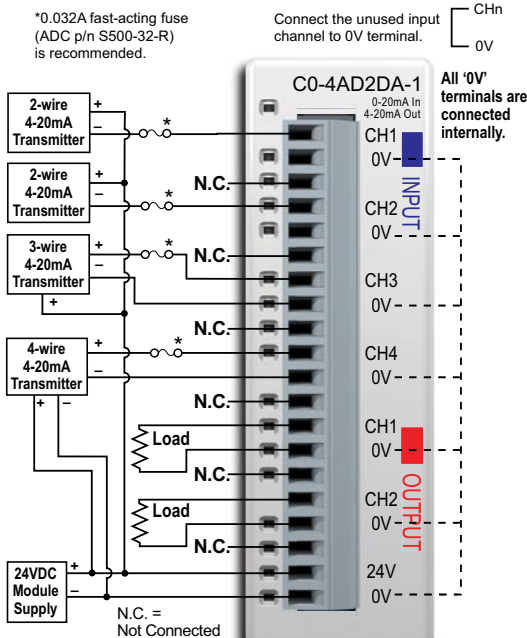 *0.032A fast-acting fuse
(ADC p/n S500-32-R)
is recommended.
Connect the unused input
channel to 0V terminal.
CHn
0V
C0-4AD2DA-1
0-20mA In
4-20mA Out
All ‘0V’
terminals are
connected
internally.
2-wire
4-20mA
Transmitter
+
–
*
CH1
0V
INPUT
2-wire
4-20mA
Transmitter
+
–
N.C.
*
CH2
0V
3-wire
4-20mA
Transmitter
+
–
+
*
N.C.
CH3
0V
N.C.
4-wire
4-20mA
Transmitter
+
–
+
–
*
CH4
0V
N.C.
Load
CH1
0V
N.C.
OUTPUT
Load
CH2
0V
N.C.
24VDC
Module
Supply
+
–
24V
0V
N.C. =
Not Connected